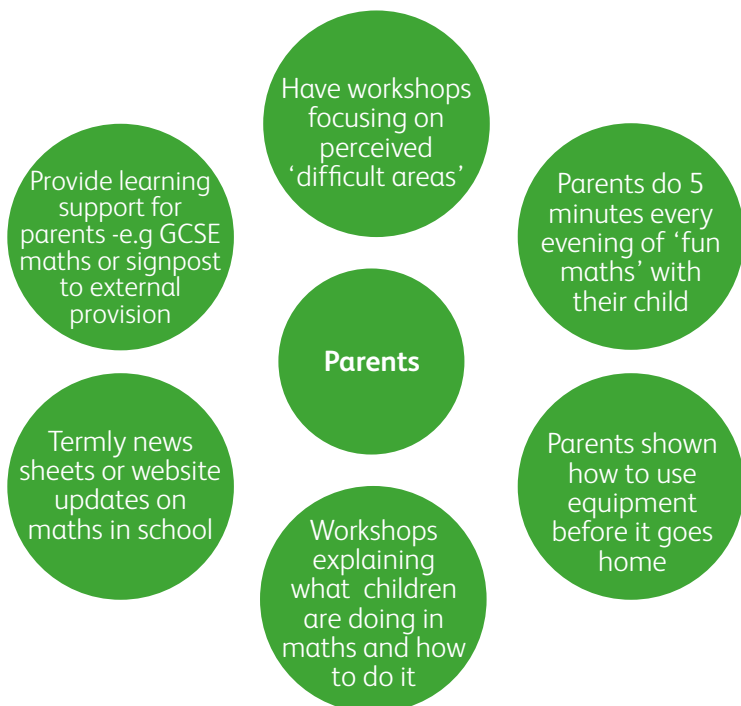 Have workshops
focusing on
perceived
‘difficult areas’
Provide learning
support for
parents -e.g GCSE
maths or signpost
to external
provision
Parents do 5
minutes every
evening of ‘fun
maths’ with
their child
Parents
Termly news
sheets or website
updates on
maths in school
Parents shown
how to use
equipment
before it goes
home
Workshops
explaining
what  children
are doing in
maths and how
to do it